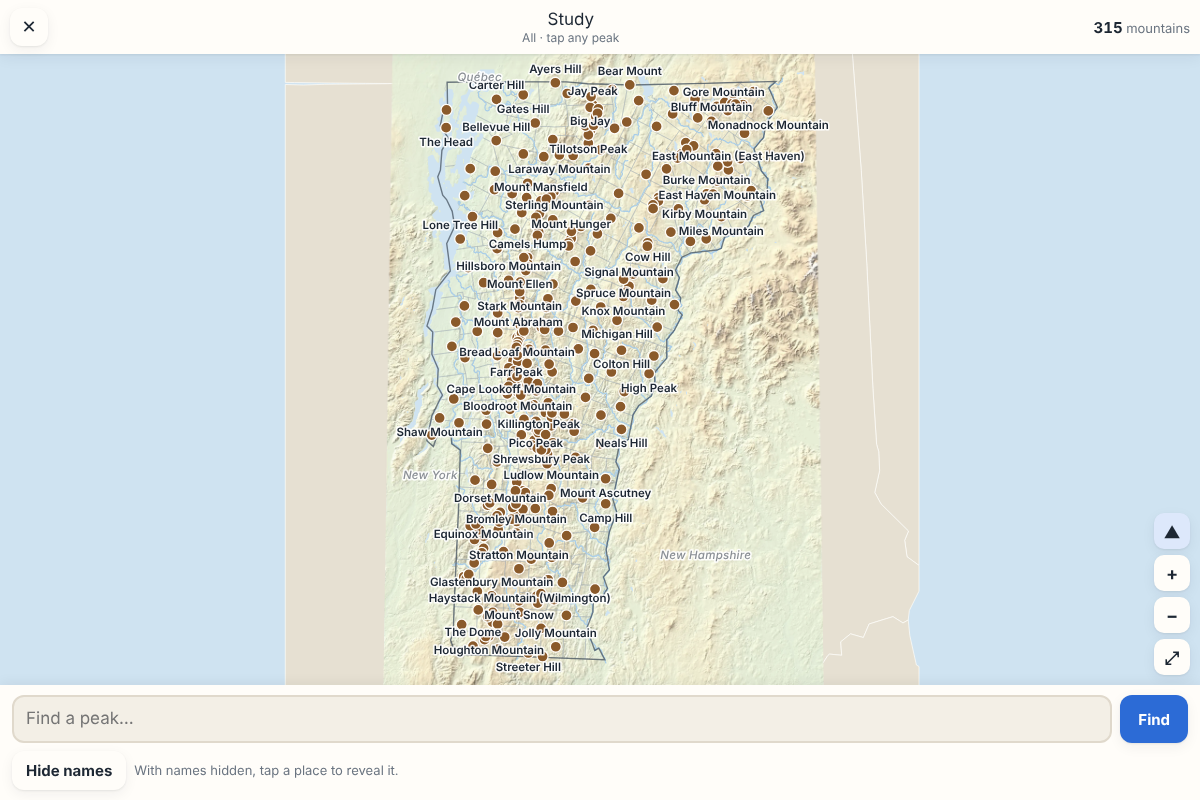 ✕
Study
All · tap any peak
315 mountains
Ayers Hill
Bear Mount
Québec
Carter Hill
Jay Peak
Gore Mountain
Gates Hill
Bluff Mountain
Bellevue Hill
Big Jay
Monadnock Mountain
The Head
Tillotson Peak
East Mountain (East Haven)
Laraway Mountain
Burke Mountain
Mount Mansfield
East Haven Mountain
Sterling Mountain
Kirby Mountain
Lone Tree Hill
Mount Hunger
Miles Mountain
Camels Hump
Cow Hill
Hillsboro Mountain
Signal Mountain
Mount Ellen
Spruce Mountain
Stark Mountain
Knox Mountain
Mount Abraham
Michigan Hill
Bread Loaf Mountain
Colton Hill
Farr Peak
Cape Lookoff Mountain
High Peak
Bloodroot Mountain
Killington Peak
Shaw Mountain
Pico Peak
Neals Hill
Shrewsbury Peak
New York
Ludlow Mountain
Dorset Mountain
Mount Ascutney
Bromley Mountain
Camp Hill
Equinox Mountain
Stratton Mountain
New Hampshire
Glastenbury Mountain
Haystack Mountain (Wilmington)
Mount Snow
The Dome
Jolly Mountain
Houghton Mountain
Streeter Hill
▲
+
−
Find a peak...
Find
Hide names
With names hidden, tap a place to reveal it.